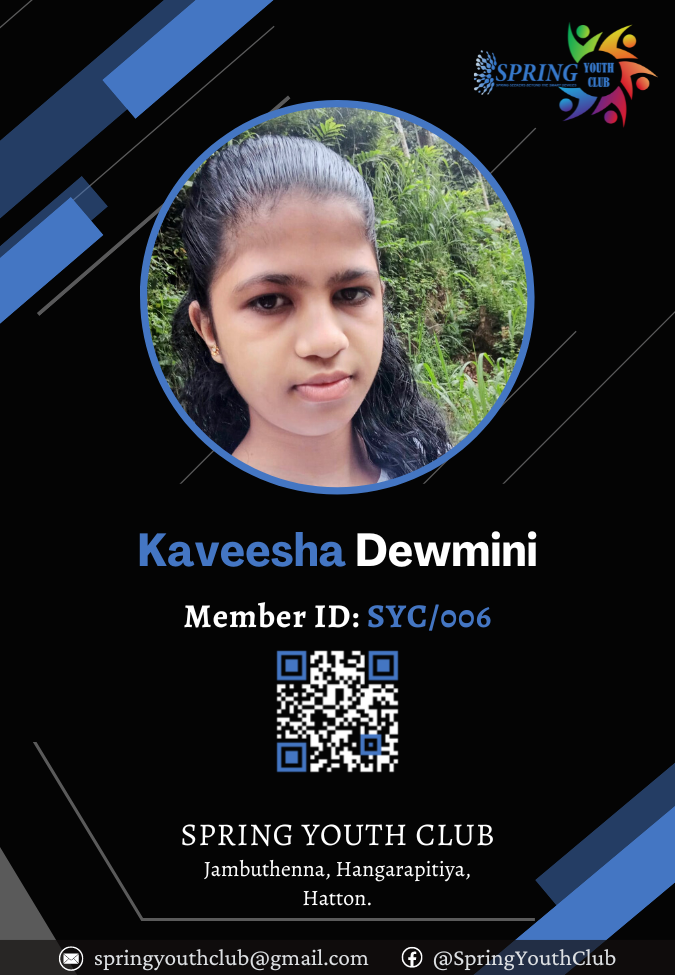 SPRING YOUTH
CLUB
Kaveesha Dewmini
Member ID: SYC/006
SPRING YOUTH CLUB
Jambuthenna, Hangarapitiya,
Hatton.
springyouthclub@gmail.com @SpringYouthClub